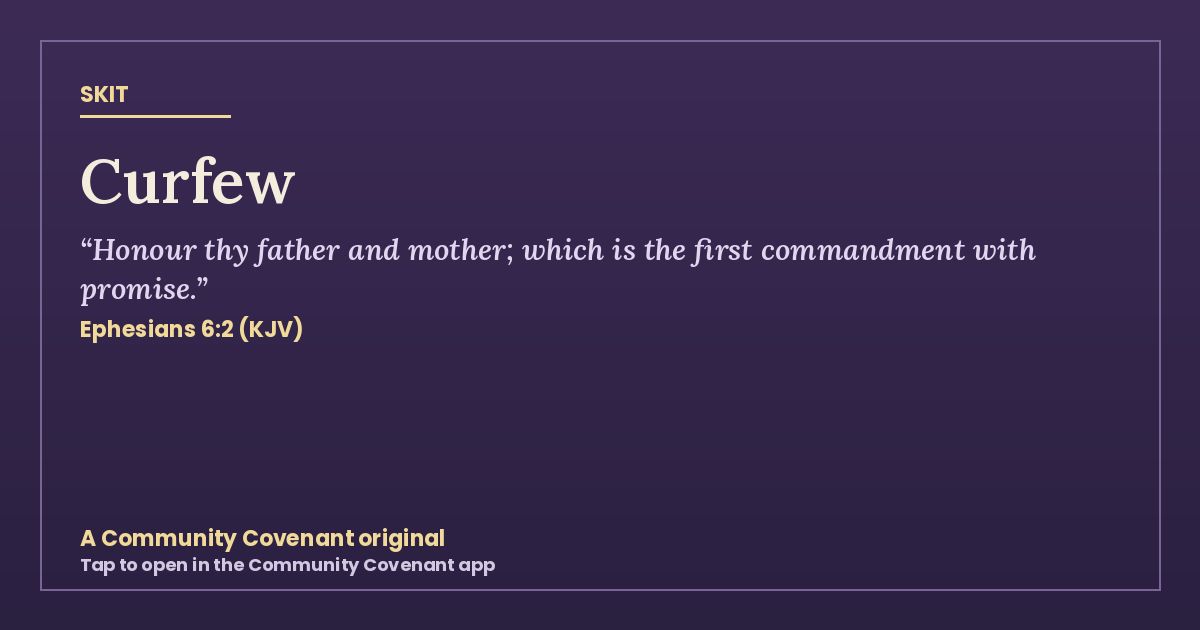 SKIT
Curfew
“Honour thy father and mother; which is the first commandment with
promise.”
Ephesians 6:2 (KJV)
A Community Covenant original
Tap to open in the Community Covenant app